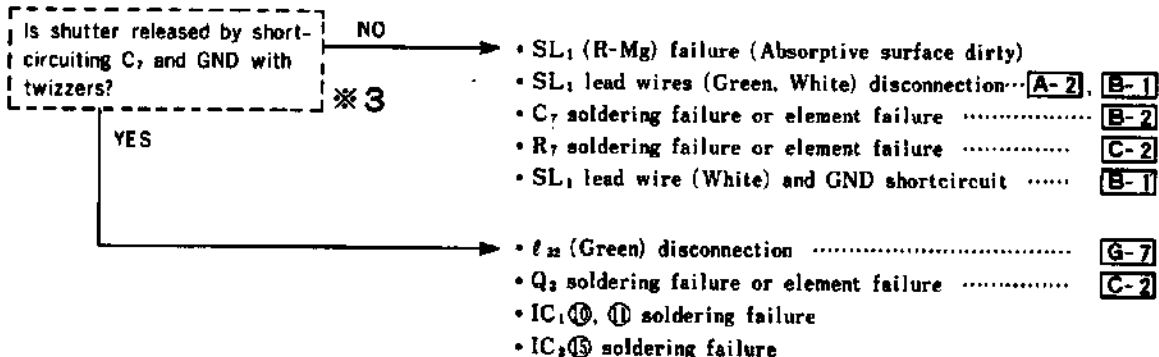 Is shutter released by short-
circuiting C₇ and GND with
twizzers?
※3
NO
• SL₁ (R-Mg) failure (Absorptive surface dirty)
• SL₁ lead wires (Green, White) disconnection···A-2, B-1
• C₇ soldering failure or element failure ················ B-2
• R₇ soldering failure or element failure ·············· C-2
• SL₁ lead wire (White) and GND shortcircuit ······ B-1
YES
• ℓ₃₂ (Green) disconnection ································ G-7
• Q₂ soldering failure or element failure ·············· C-2
• IC₁⑩, ⑪ soldering failure
• IC₂⑮ soldering failure